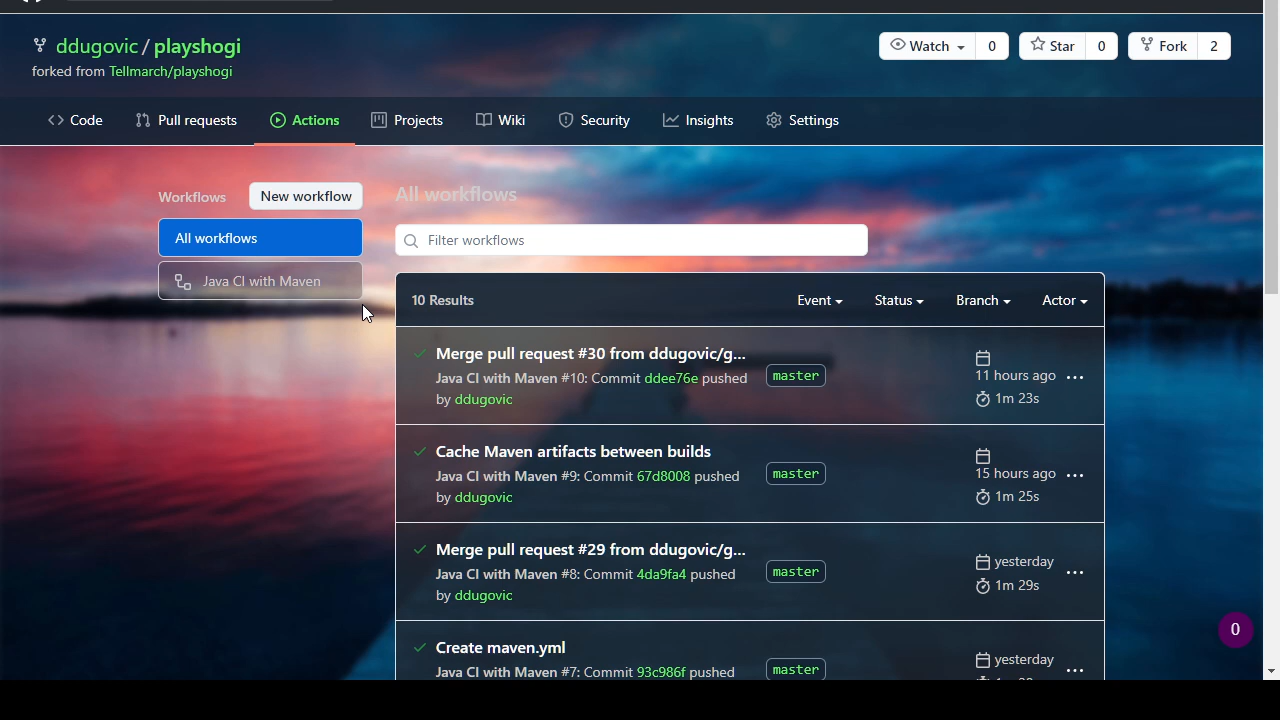 ddugovic / playshogi
forked from Tellmarch/playshogi
Watch 0
Star 0
Fork 2
Code
Pull requests
Actions
Projects
Wiki
Security
Insights
Settings
Workflows
New workflow
All workflows
Java CI with Maven
All workflows
Filter workflows
10 Results
Event
Status
Branch
Actor
Merge pull request #30 from ddugovic/g...
Java CI with Maven #10: Commit ddee76e pushed
by ddugovic
master
11 hours ago
1m 23s
Cache Maven artifacts between builds
Java CI with Maven #9: Commit 67d8008 pushed
by ddugovic
master
15 hours ago
1m 25s
Merge pull request #29 from ddugovic/g...
Java CI with Maven #8: Commit 4da9fa4 pushed
by ddugovic
master
yesterday
1m 29s
Create maven.yml
Java CI with Maven #7: Commit 93c986f pushed
master
yesterday
0